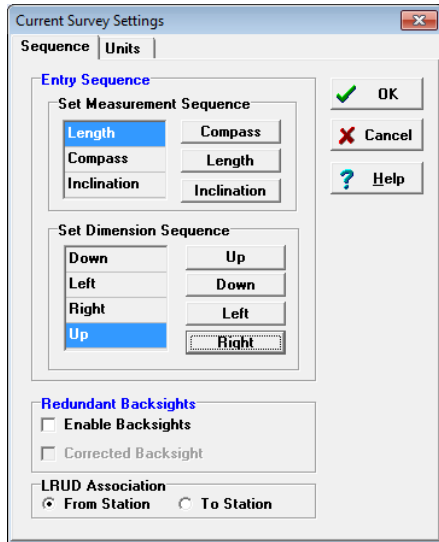 Current Survey Settings
Sequence Units
Entry Sequence
Set Measurement Sequence
Length
Compass
Inclination
Compass
Length
Inclination
Set Dimension Sequence
Down
Left
Right
Up
Up
Down
Left
Right
Redundant Backsights
Enable Backsights
Corrected Backsight
LRUD Association
From Station To Station
OK
Cancel
? Help